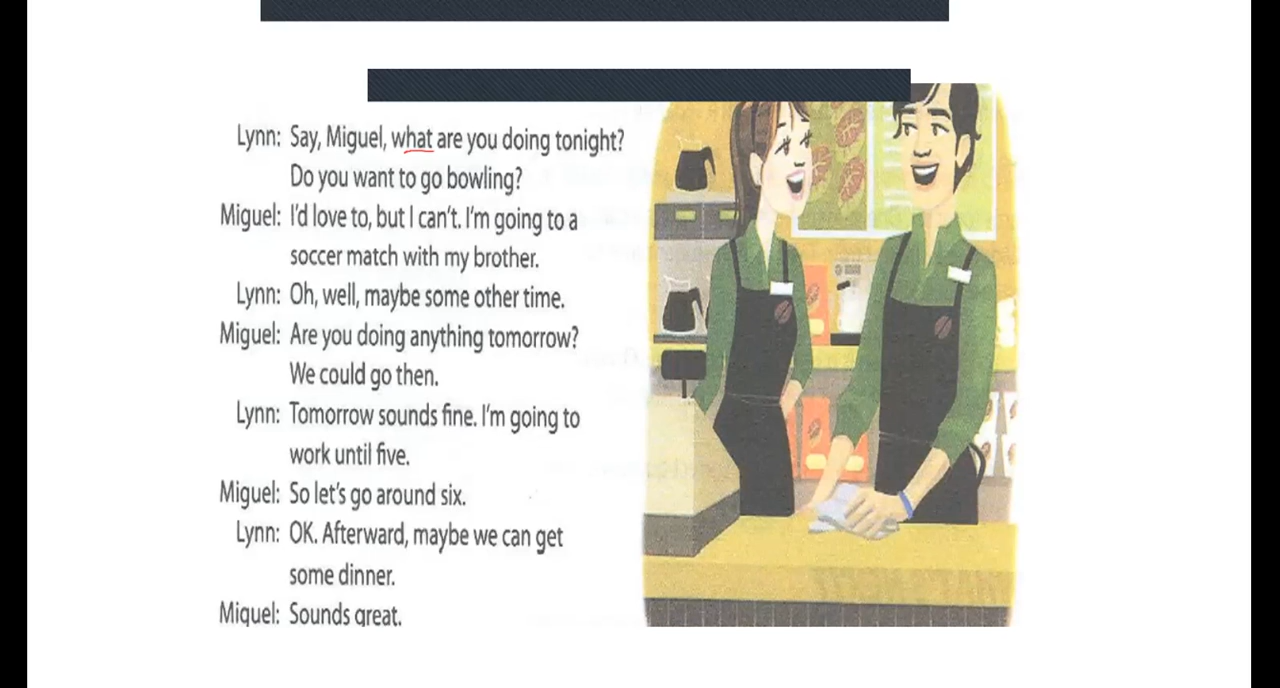 Lynn: Say, Miguel, what are you doing tonight?
Do you want to go bowling?
Miguel: I'd love to, but I can't. I'm going to a
soccer match with my brother.
Lynn: Oh, well, maybe some other time.
Miguel: Are you doing anything tomorrow?
We could go then.
Lynn: Tomorrow sounds fine. I'm going to
work until five.
Miguel: So let's go around six.
Lynn: OK. Afterward, maybe we can get
some dinner.
Miguel: Sounds great.